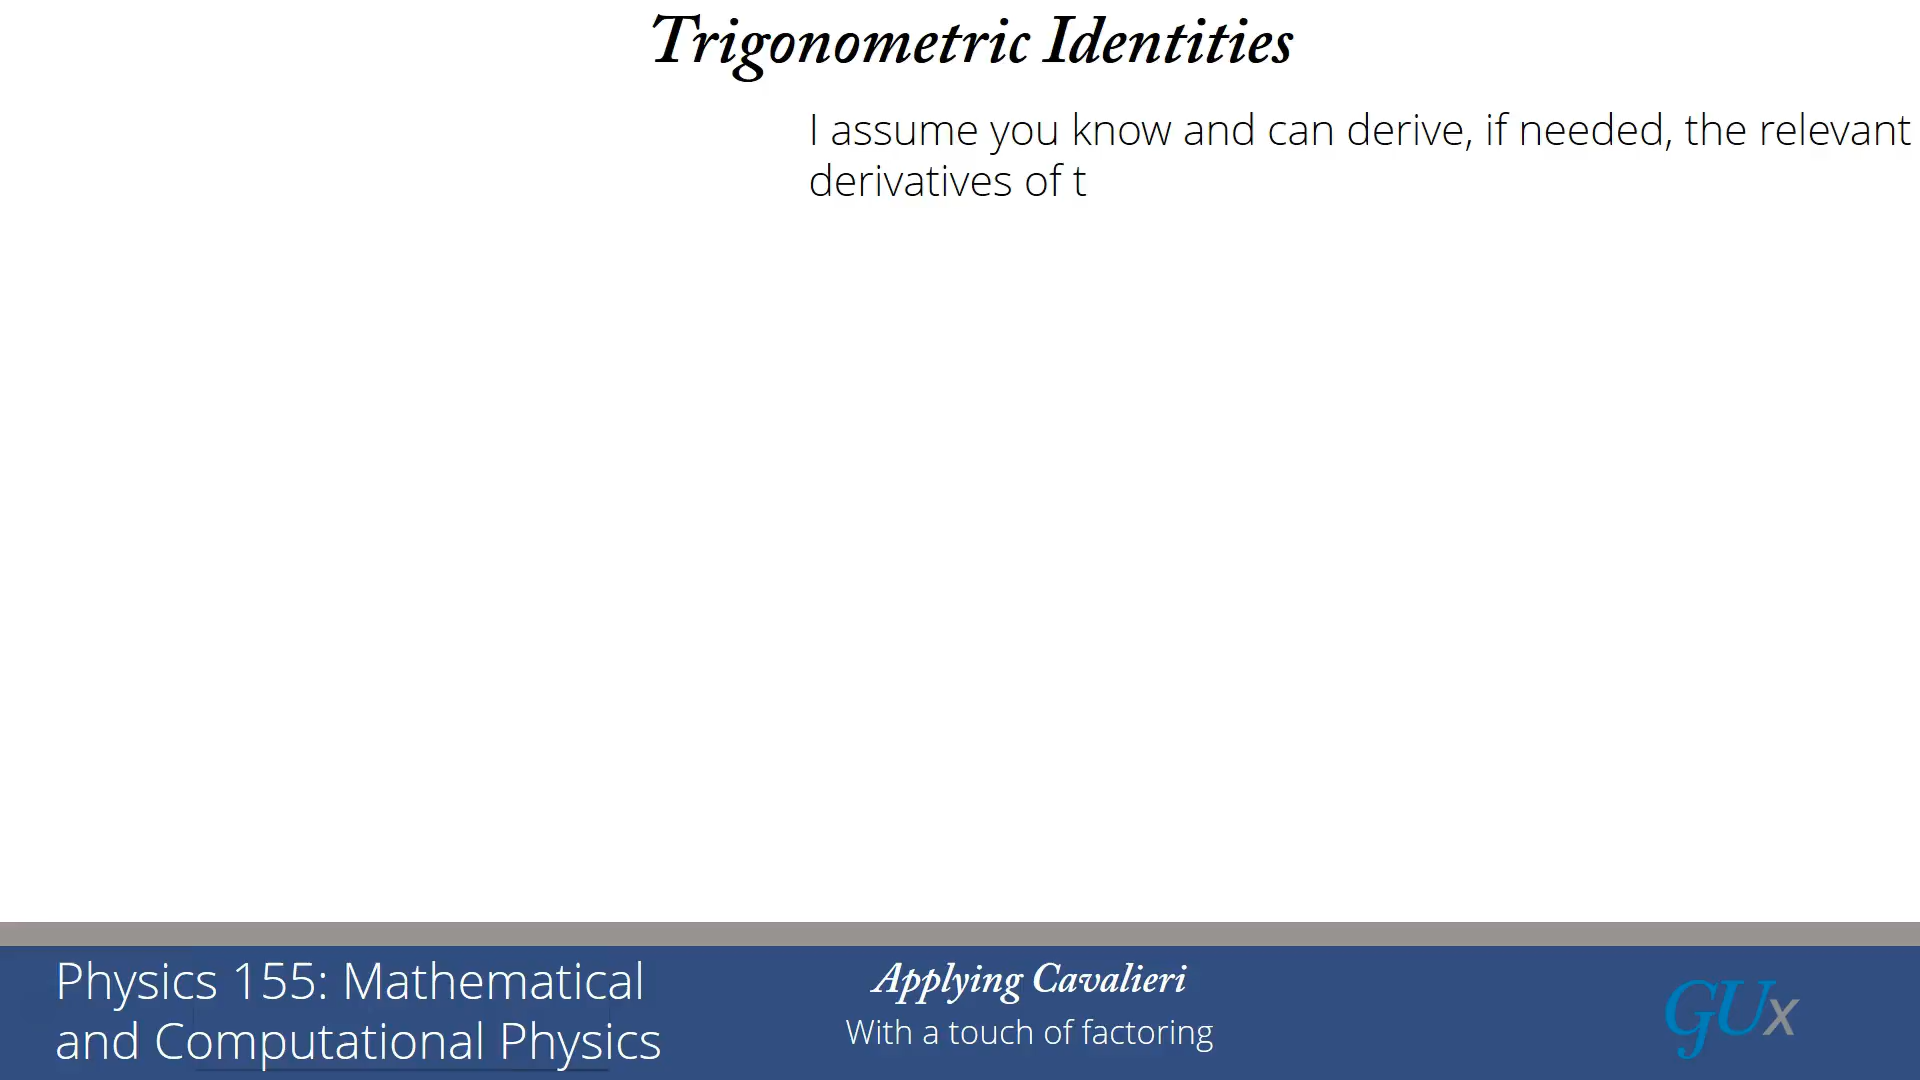 Trigonometric Identities
I assume you know and can derive, if needed, the relevant
derivatives of t
Physics 155: Mathematical
and Computational Physics
Applying Cavalieri
With a touch of factoring
GUx